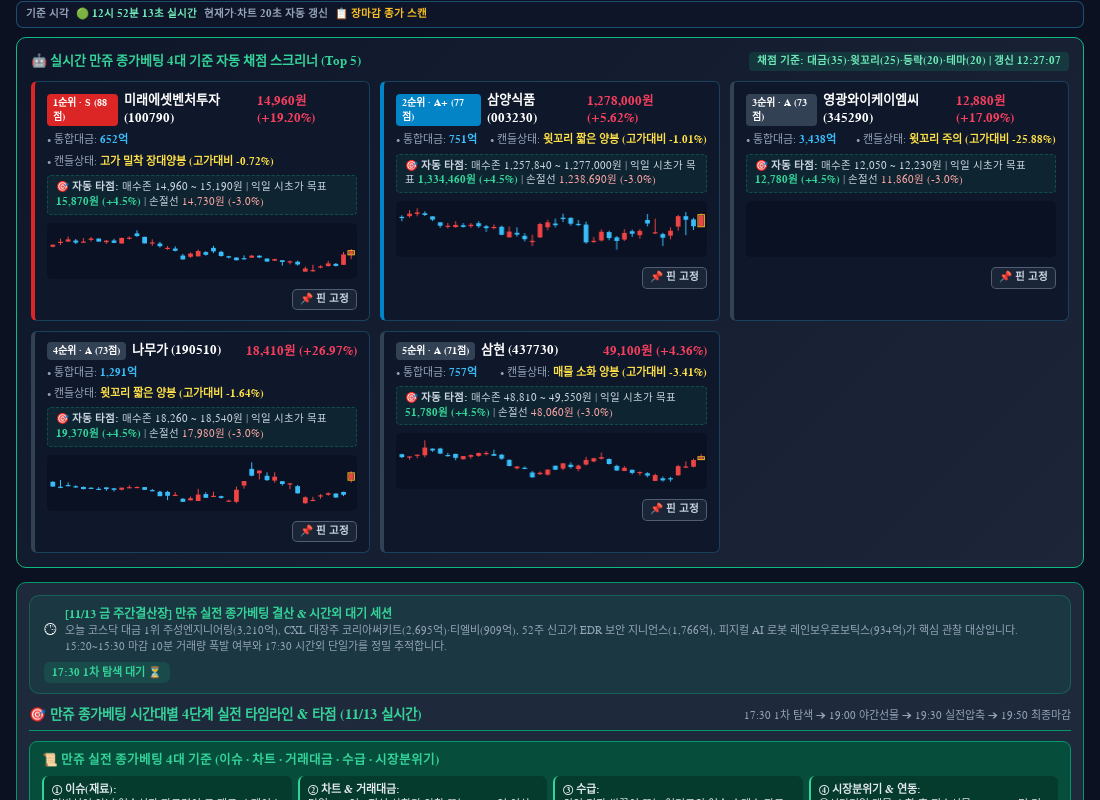 기준 시각 🟢 12시 52분 13초 실시간 현재가·차트 20초 자동 갱신 📋 장마감 종가 스캔
🤖 실시간 만쥬 종가베팅 4대 기준 자동 채점 스크리너 (Top 5)
채점 기준: 대금(35)·윗꼬리(25)·등락(20)·테마(20) | 갱신 12:27:07
1순위 · S (88점)
미래에셋벤처투자 (100790)
14,960원 (+19.20%)
• 통합대금: 652억
• 캔들상태: 고가 밀착 장대양봉 (고가대비 -0.72%)
🎯 자동 타점: 매수존 14,960 ~ 15,190원 | 익일 시초가 목표
15,870원 (+4.5%) | 손절선 14,730원 (-3.0%)
📌 핀 고정
2순위 · A+ (77점)
삼양식품 (003230)
1,278,000원 (+5.62%)
• 통합대금: 751억 • 캔들상태: 윗꼬리 짧은 양봉 (고가대비 -1.01%)
🎯 자동 타점: 매수존 1,257,840 ~ 1,277,000원 | 익일 시초가 목
표 1,334,460원 (+4.5%) | 손절선 1,238,690원 (-3.0%)
📌 핀 고정
3순위 · A (73점)
영광와이케이엠씨 (345290)
12,880원 (+17.09%)
• 통합대금: 3,438억 • 캔들상태: 윗꼬리 주의 (고가대비 -25.88%)
🎯 자동 타점: 매수존 12,050 ~ 12,230원 | 익일 시초가 목표
12,780원 (+4.5%) | 손절선 11,860원 (-3.0%)
📌 핀 고정
4순위 · A (73점) 나무가 (190510) 18,410원 (+26.97%)
• 통합대금: 1,291억
• 캔들상태: 윗꼬리 짧은 양봉 (고가대비 -1.64%)
🎯 자동 타점: 매수존 18,260 ~ 18,540원 | 익일 시초가 목표
19,370원 (+4.5%) | 손절선 17,980원 (-3.0%)
📌 핀 고정
5순위 · A (71점) 삼현 (437730) 49,100원 (+4.36%)
• 통합대금: 757억 • 캔들상태: 매물 소화 양봉 (고가대비 -3.41%)
🎯 자동 타점: 매수존 48,810 ~ 49,550원 | 익일 시초가 목표
51,780원 (+4.5%) | 손절선 48,060원 (-3.0%)
📌 핀 고정
[11/13 금 주간결산장] 만쥬 실전 종가베팅 결산 & 시간외 대기 세션
오늘 코스닥 대금 1위 주성엔지니어링(3,210억), CXL 대장주 코리아써키트(2,695억)·티엘비(909억), 52주 신고가 EDR 보안 지니언스(1,766억), 피지컬 AI 로봇 레인보우로보틱스(934억)가 핵심 관찰 대상입니다.
15:20~15:30 마감 10분 거래량 폭발 여부와 17:30 시간외 단일가를 정밀 추적합니다.
17:30 1차 탐색 대기 ⏳
🎯 만쥬 종가베팅 시간대별 4단계 실전 타임라인 & 타점 (11/13 실시간)
17:30 1차 탐색 → 19:00 야간선물 → 19:30 실전압축 → 19:50 최종마감
📜 만쥬 실전 종가베팅 4대 기준 (이슈 · 차트 · 거래대금 · 수급 · 시장분위기)
① 이슈(재료):
② 차트 & 거래대금:
③ 수급:
④ 시장분위기 & 연동: